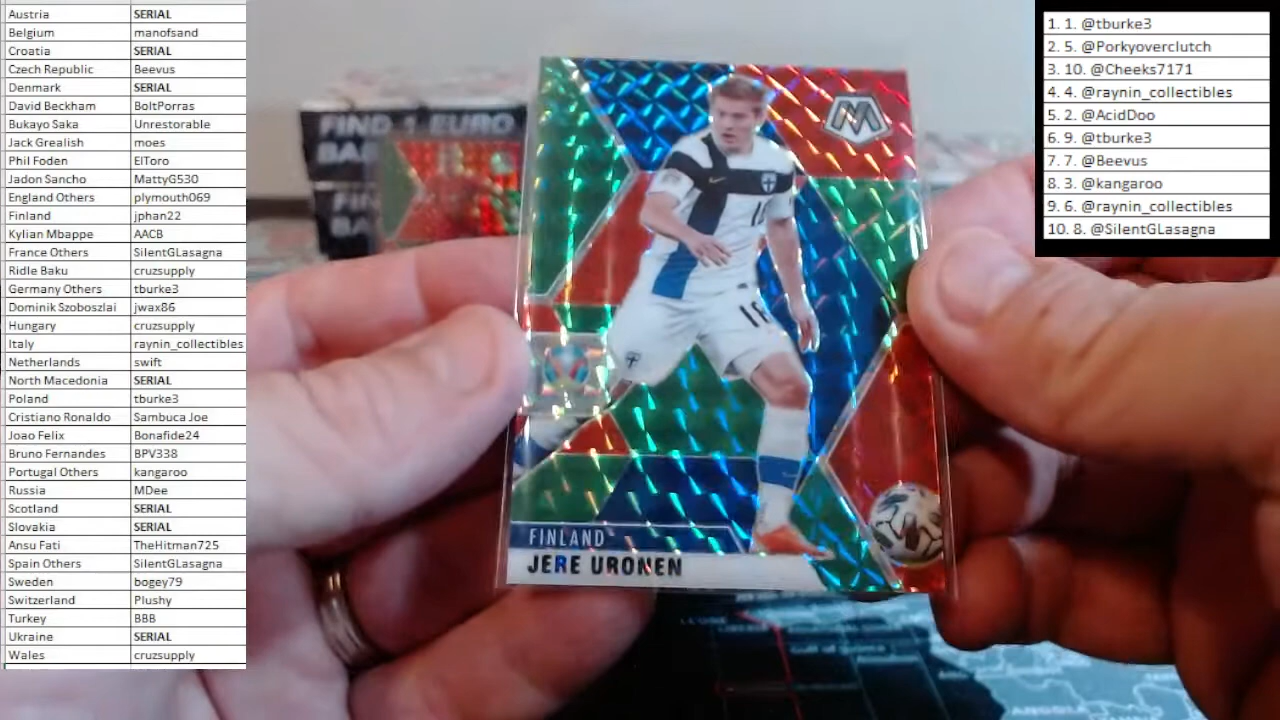 Austria SERIAL
Belgium manofsand
Croatia SERIAL
Czech Republic Beevus
Denmark SERIAL
David Beckham BoltPorras
Bukayo Saka Unrestorable
Jack Grealish moes
Phil Foden ElToro
Jadon Sancho MattyG530
England Others plymouth069
Finland jphan22
Kylian Mbappe AACB
France Others SilentGLasagna
Ridle Baku cruzsupply
Germany Others tburke3
Dominik Szoboszlai jwax86
Hungary cruzsupply
Italy raynin_collectibles
Netherlands swift
North Macedonia SERIAL
Poland tburke3
Cristiano Ronaldo Sambuca Joe
Joao Felix Bonafide24
Bruno Fernandes BPV338
Portugal Others kangaroo
Russia MDee
Scotland SERIAL
Slovakia SERIAL
Ansu Fati TheHitman725
Spain Others SilentGLasagna
Sweden bogey79
Switzerland Plushy
Turkey BBB
Ukraine SERIAL
Wales cruzsupply
FIND 1 EURO
M
FINLAND
JERE URONEN
1. 1. @tburke3
2. 5. @Porkyoverclutch
3. 10. @Cheeks7171
4. 4. @raynin_collectibles
5. 2. @AcidDoo
6. 9. @tburke3
7. 7. @Beevus
8. 3. @kangaroo
9. 6. @raynin_collectibles
10. 8. @SilentGLasagna